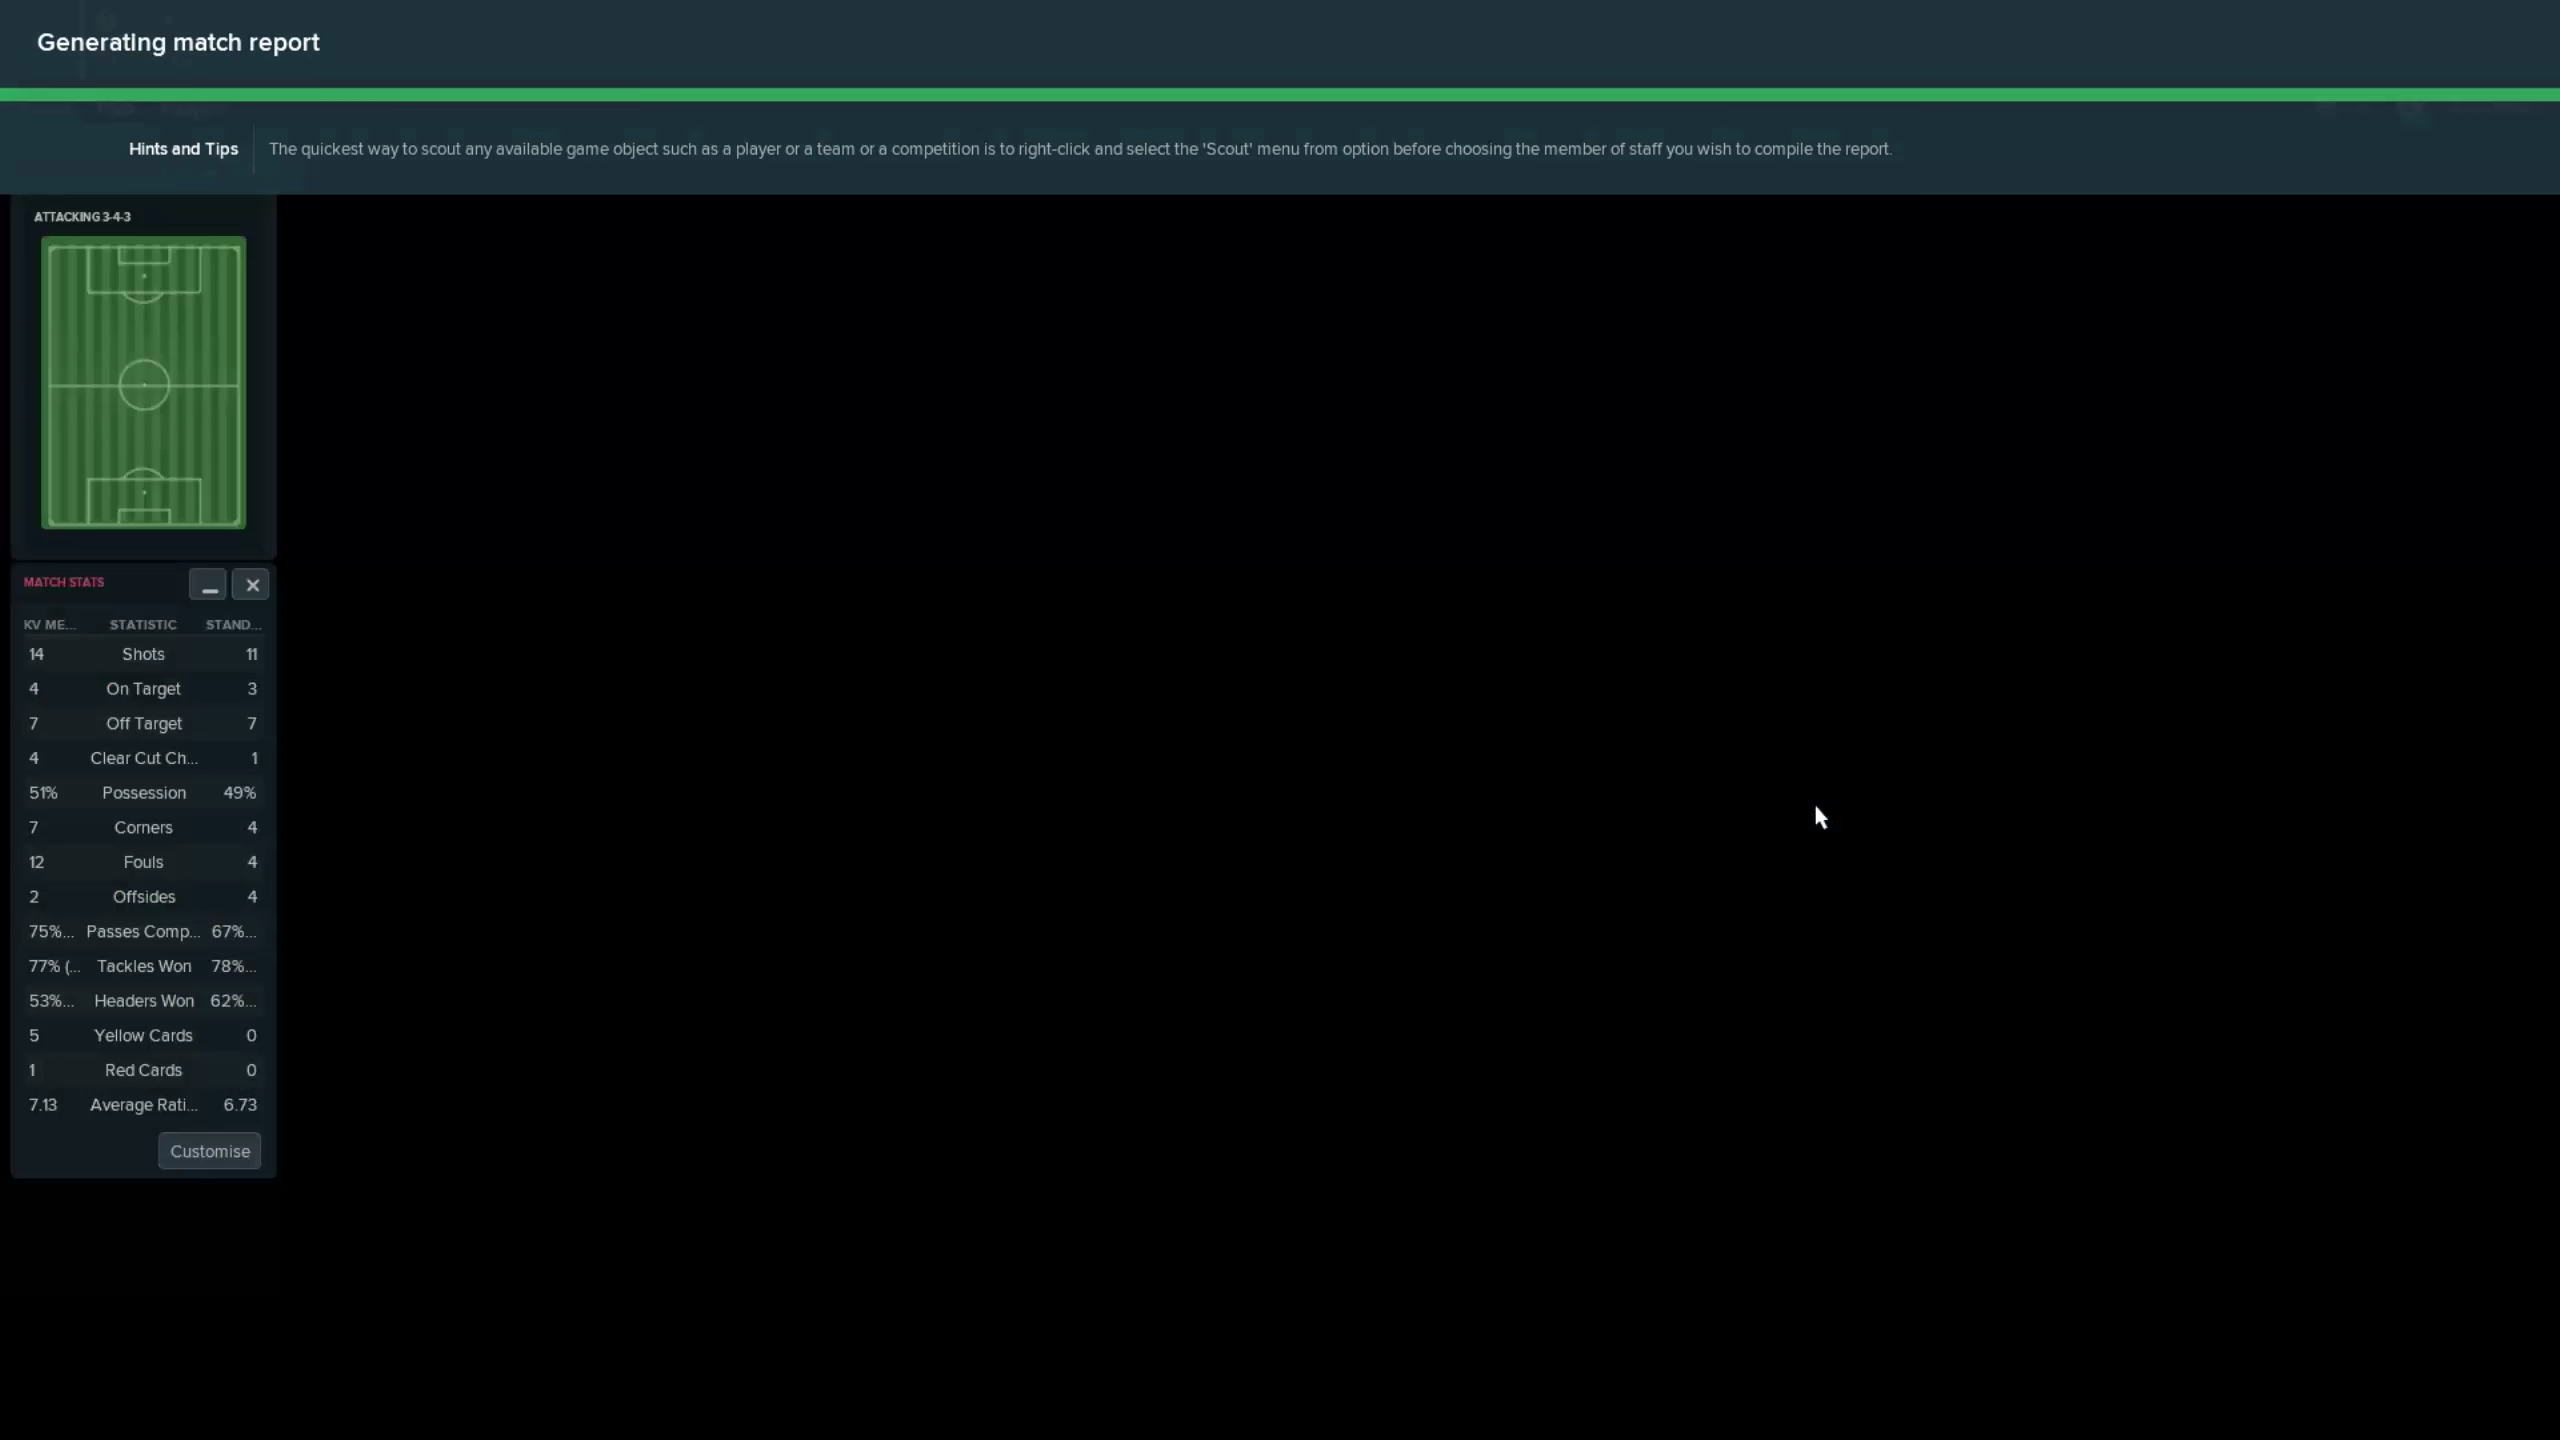 Generating match report
Hints and Tips The quickest way to scout any available game object such as a player or a team or a competition is to right-click and select the 'Scout' menu from option before choosing the member of staff you wish to compile the report.
ATTACKING 3-4-3
MATCH STATS
KV ME... STATISTIC STAND...
14 Shots 11
4 On Target 3
7 Off Target 7
4 Clear Cut Ch... 1
51% Possession 49%
7 Corners 4
12 Fouls 4
2 Offsides 4
75%... Passes Comp... 67%...
77% (... Tackles Won 78%...
53%... Headers Won 62%...
5 Yellow Cards 0
1 Red Cards 0
7.13 Average Rati... 6.73
Customise